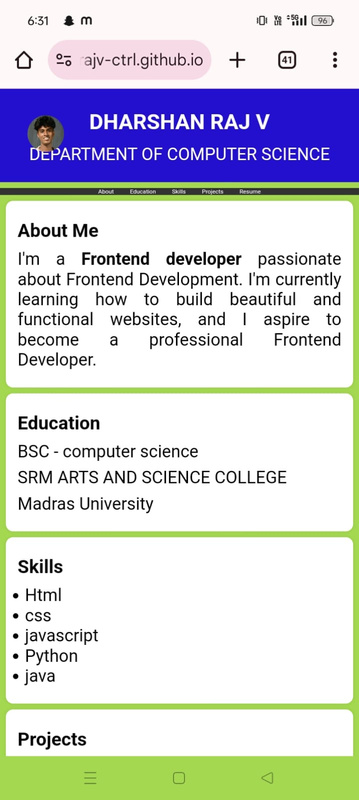 6:31
96
rajv-ctrl.github.io
41
DHARSHAN RAJ V
DEPARTMENT OF COMPUTER SCIENCE
About Education Skills Projects Resume
About Me
I'm a Frontend developer passionate
about Frontend Development. I'm currently
learning how to build beautiful and
functional websites, and I aspire to
become a professional Frontend
Developer.
Education
BSC - computer science
SRM ARTS AND SCIENCE COLLEGE
Madras University
Skills
• Html
• css
• javascript
• Python
• java
Projects